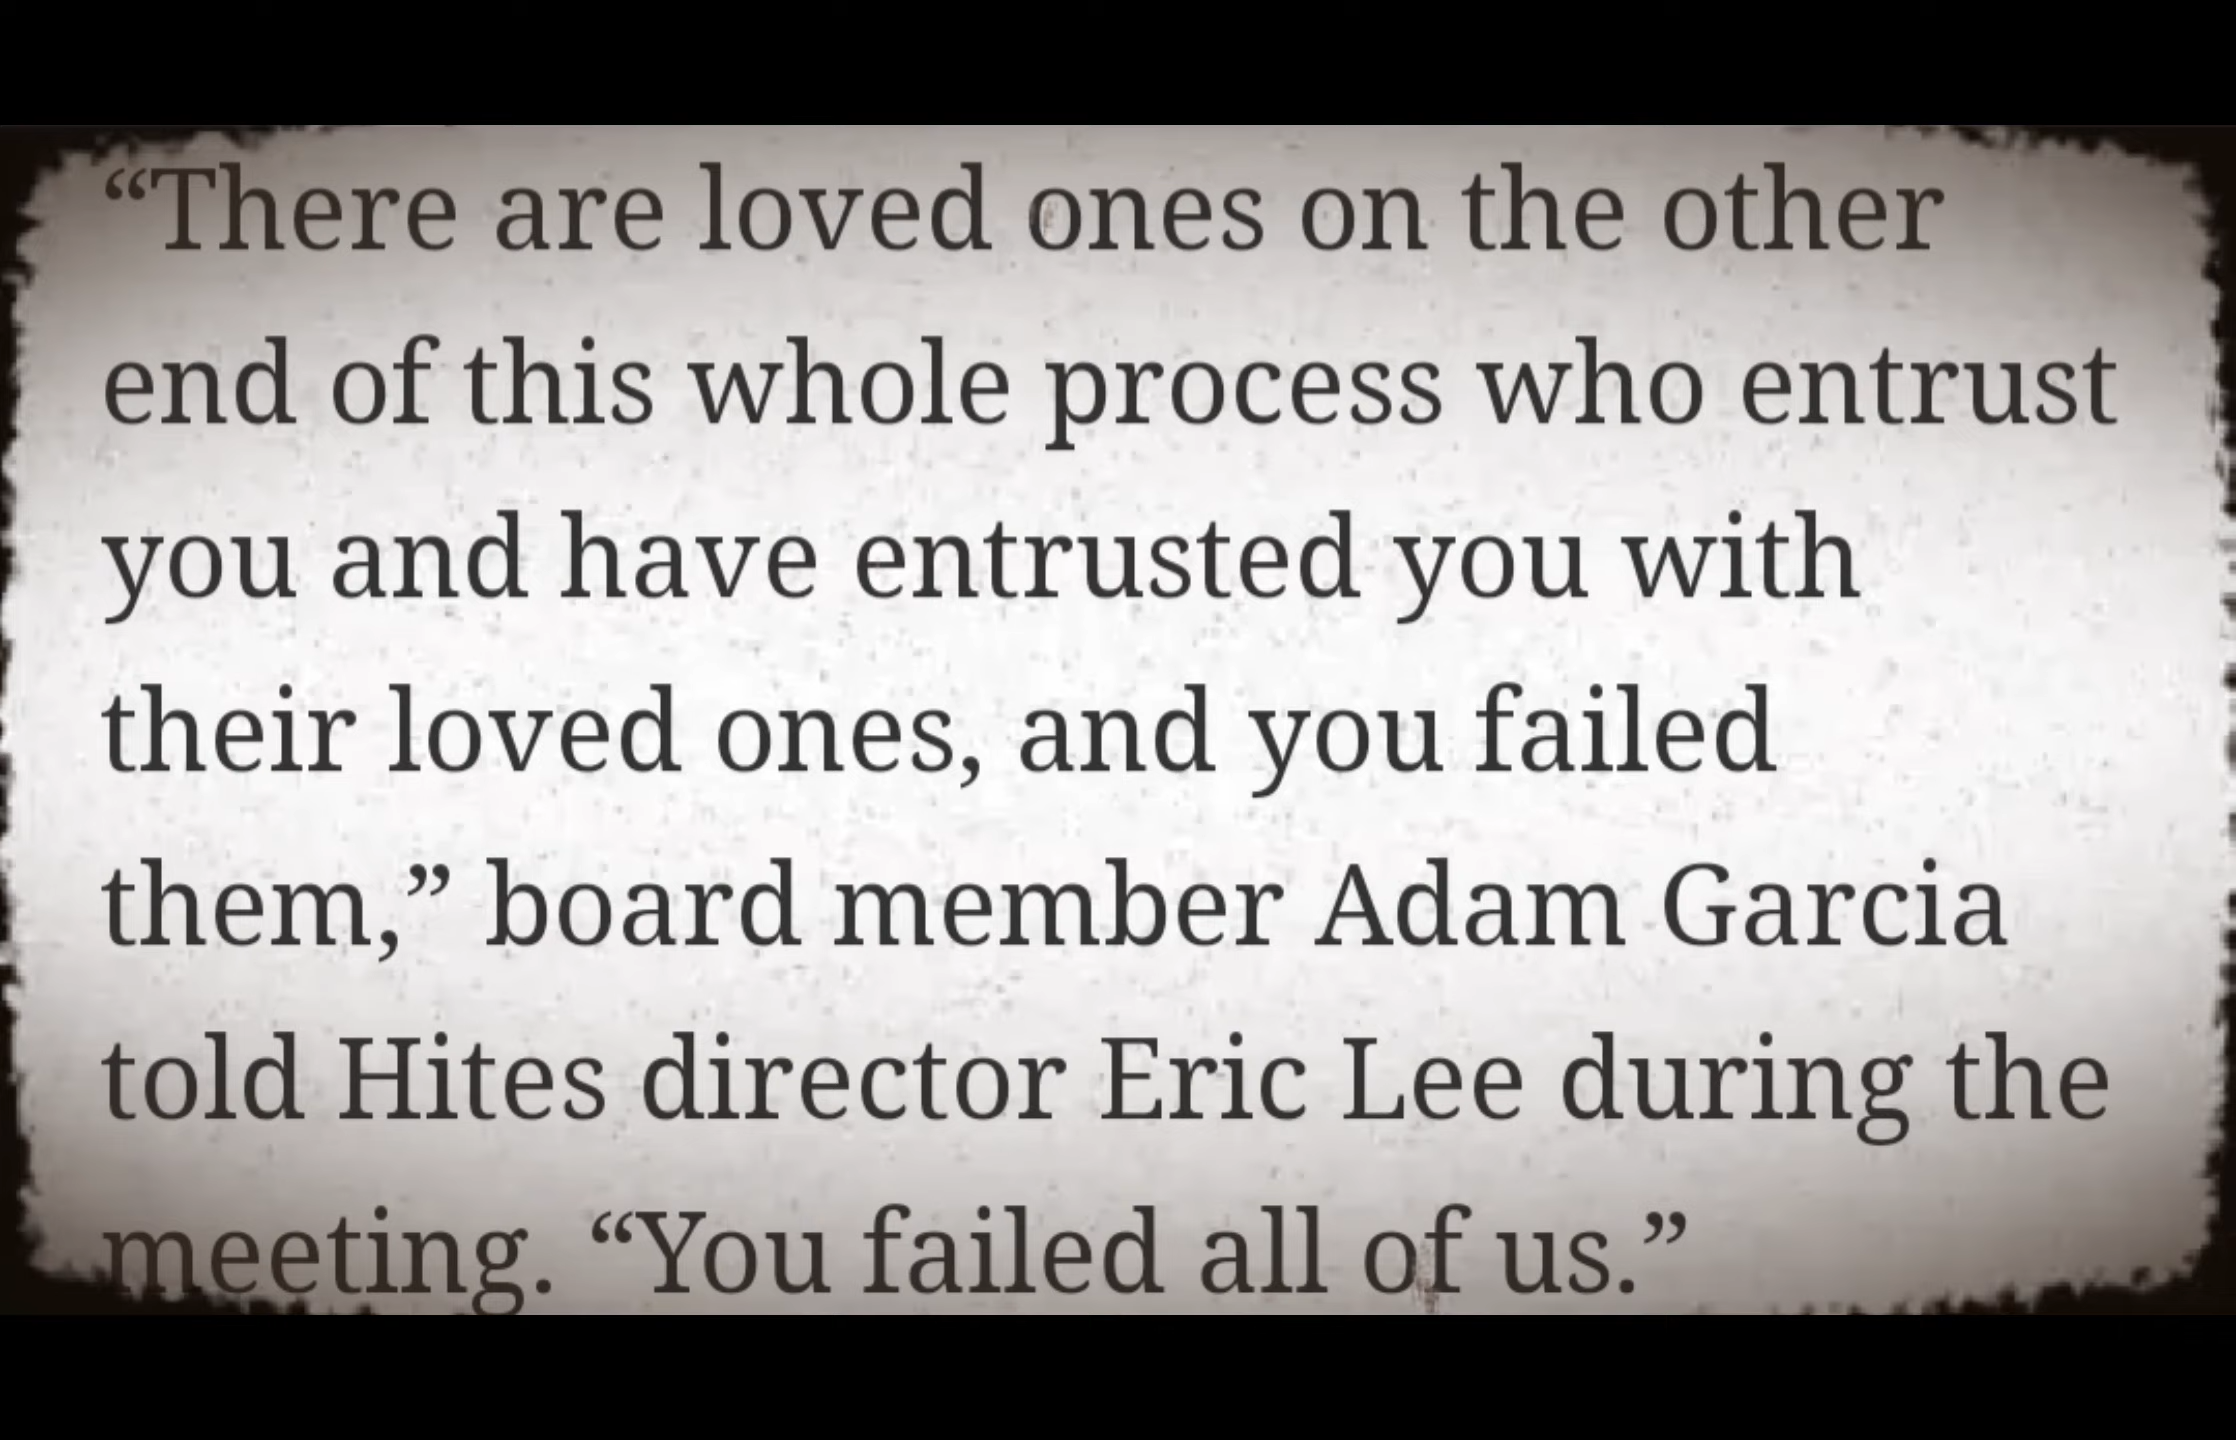 “There are loved ones on the other
end of this whole process who entrust
you and have entrusted you with
their loved ones, and you failed
them,” board member Adam Garcia
told Hites director Eric Lee during the
meeting. “You failed all of us.”